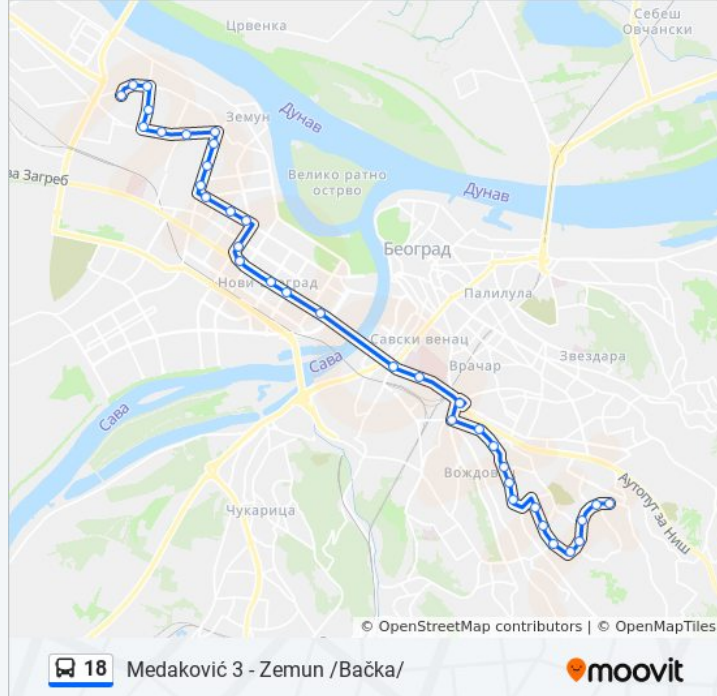 Себеш
Овчански
Црвенка
Земун
Дунав
Велико ратно
острво
ва Загреб
Дунав
Београд
Нови Београд
Палилула
Савски венац
Сава
Врачар
Звездара
Сава
Вождовац
Аутопут за Ниш
Чукарица
© OpenStreetMap contributors | © OpenMapTiles
18 Medaković 3 - Zemun /Bačka/
moovit